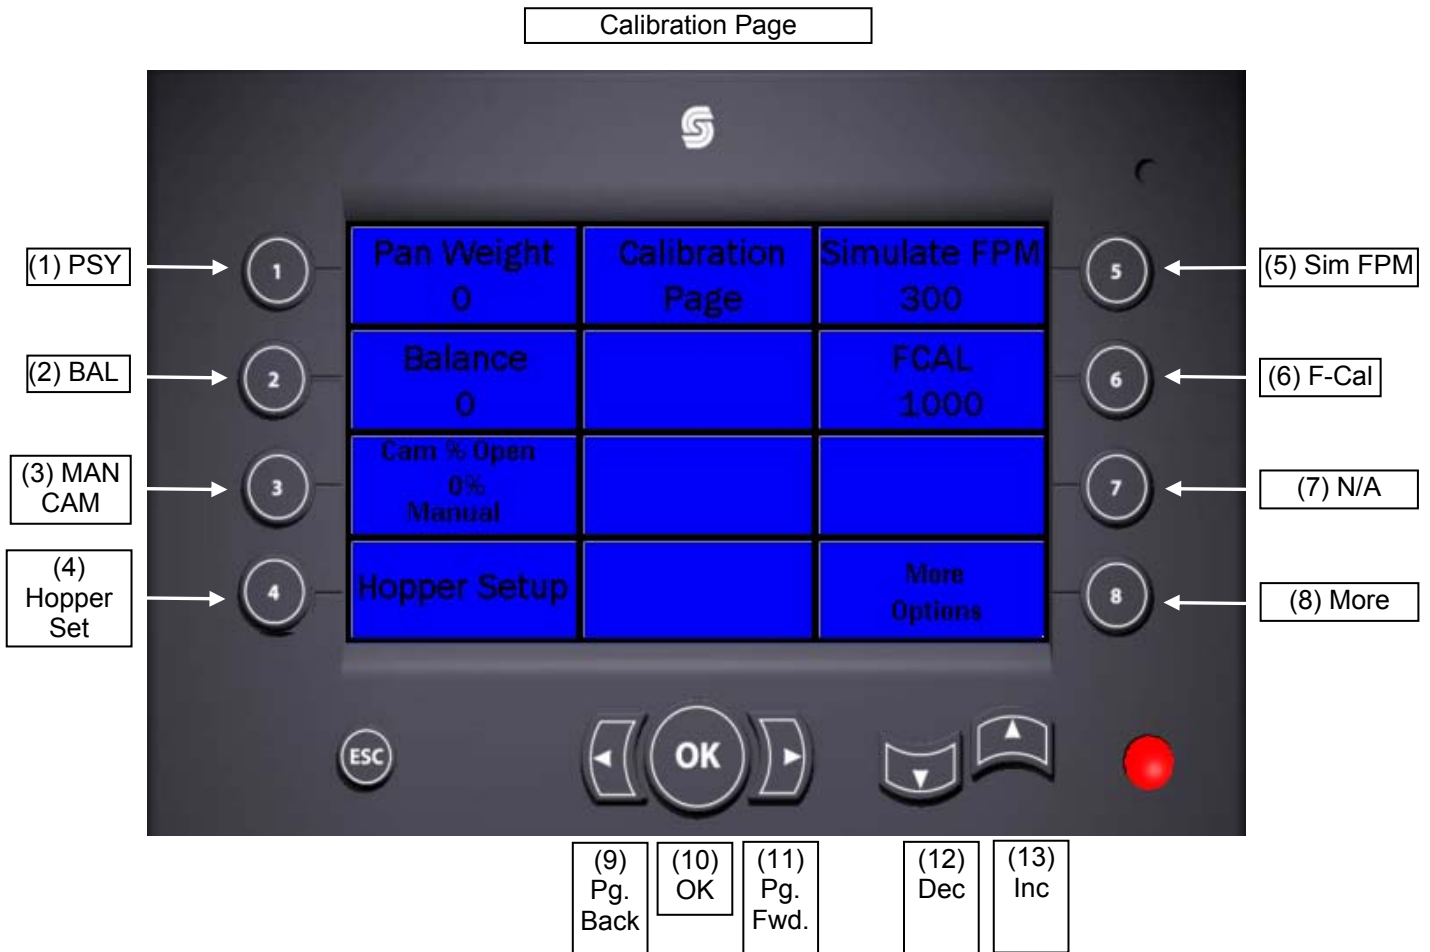 Calibration Page
(1) PSY
(2) BAL
(3) MAN
CAM
(4)
Hopper
Set
1
2
3
4
Pan Weight
0
Calibration
Page
Simulate FPM
300
Balance
0
FCAL
1000
Cam % Open
0%
Manual
Hopper Setup
More
Options
5
6
7
8
(5) Sim FPM
(6) F-Cal
(7) N/A
(8) More
ESC
OK
(9)
Pg.
Back
(10)
OK
(11)
Pg.
Fwd.
(12)
Dec
(13)
Inc